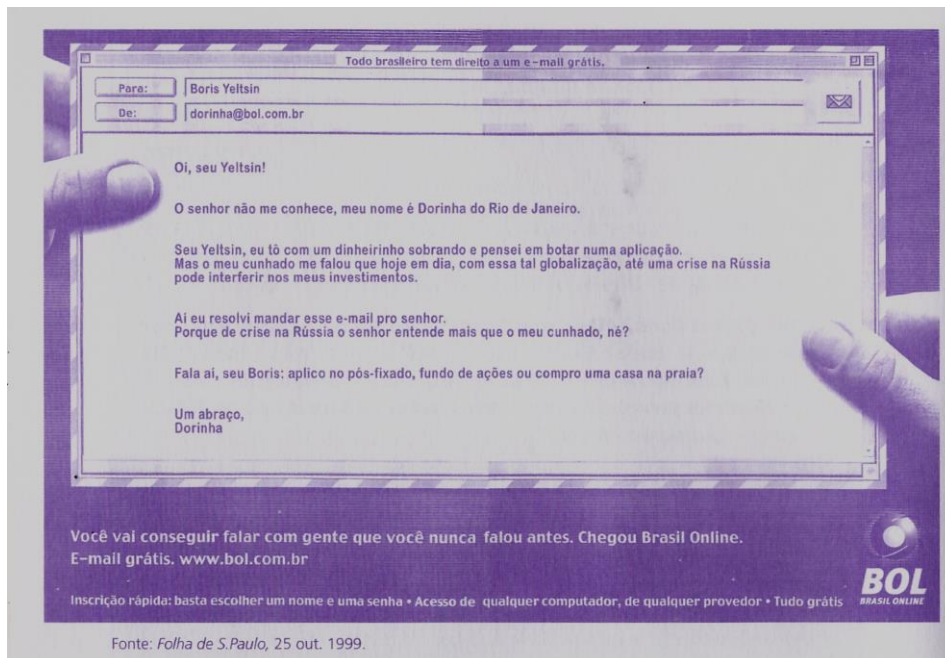 Todo brasileiro tem direito a um e-mail grátis.
Para: Boris Yeltsin
De: dorinha@bol.com.br
Oi, seu Yeltsin!
O senhor não me conhece, meu nome é Dorinha do Rio de Janeiro.
Seu Yeltsin, eu tô com um dinheirinho sobrando e pensei em botar numa aplicação.
Mas o meu cunhado me falou que hoje em dia, com essa tal globalização, até uma crise na Rússia
pode interferir nos meus investimentos.
Aí eu resolvi mandar esse e-mail pro senhor.
Porque de crise na Rússia o senhor entende mais que o meu cunhado, né?
Fala aí, seu Boris: aplico no pós-fixado, fundo de ações ou compro uma casa na praia?
Um abraço,
Dorinha
Você vai conseguir falar com gente que você nunca falou antes. Chegou Brasil Online.
E-mail grátis. www.bol.com.br
BOL
BRASIL ONLINE
Inscrição rápida: basta escolher um nome e uma senha • Acesso de qualquer computador, de qualquer provedor • Tudo grátis
Fonte: Folha de S.Paulo, 25 out. 1999.